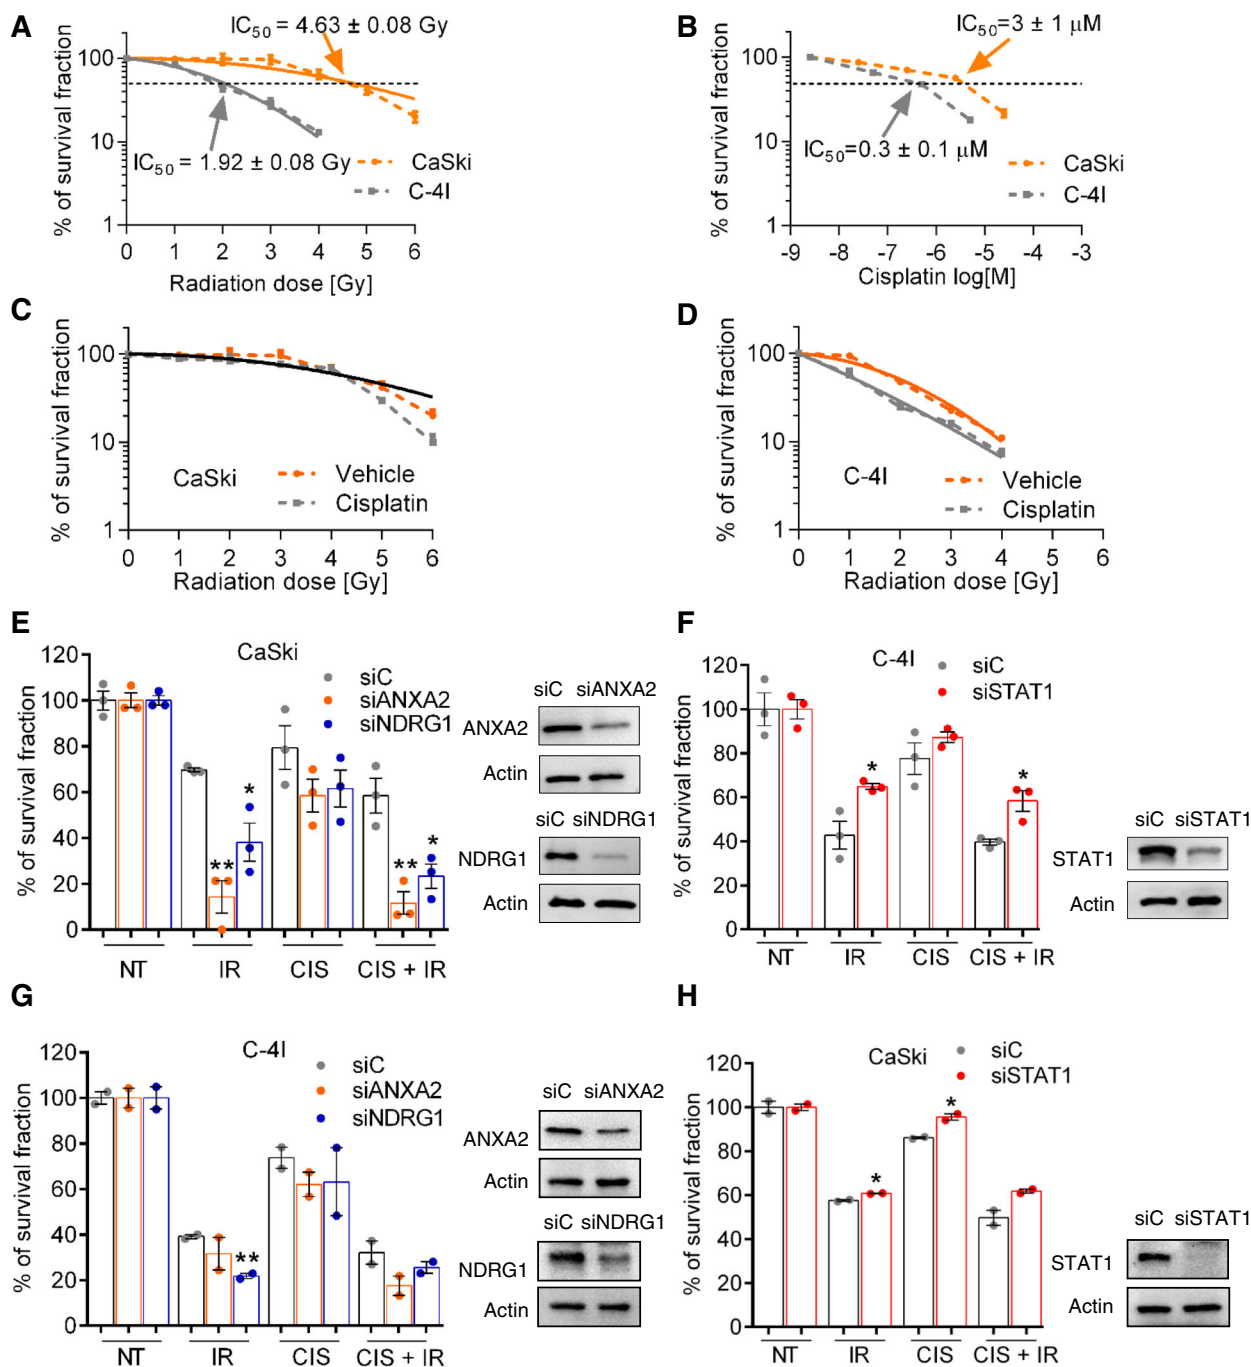 A
IC50 = 4.63 ± 0.08 Gy
% of survival fraction
100
10
1
IC50 = 1.92 ± 0.08 Gy
CaSki
C-4I
0 1 2 3 4 5 6
Radiation dose [Gy]
B
IC50=3 ± 1 µM
% of survival fraction
100
10
1
IC50=0.3 ± 0.1 µM
CaSki
C-4I
-9 -8 -7 -6 -5 -4 -3
Cisplatin log[M]
C
% of survival fraction
100
10
1
CaSki
Vehicle
Cisplatin
0 1 2 3 4 5 6
Radiation dose [Gy]
D
% of survival fraction
100
10
1
C-4I
Vehicle
Cisplatin
0 1 2 3 4 5 6
Radiation dose [Gy]
E
CaSki
% of survival fraction
120
100
80
60
40
20
0
siC
siANXA2
siNDRG1
** * ** *
NT IR CIS CIS + IR
siC siANXA2
ANXA2
Actin
siC siNDRG1
NDRG1
Actin
F
C-4I
% of survival fraction
120
100
80
60
40
20
0
siC
siSTAT1
* *
NT IR CIS CIS + IR
siC siSTAT1
STAT1
Actin
G
C-4I
% of survival fraction
120
100
80
60
40
20
0
siC
siANXA2
siNDRG1
**
NT IR CIS CIS + IR
siC siANXA2
ANXA2
Actin
siC siNDRG1
NDRG1
Actin
H
CaSki
% of survival fraction
120
100
80
60
40
20
0
siC
siSTAT1
* *
NT IR CIS CIS + IR
siC siSTAT1
STAT1
Actin